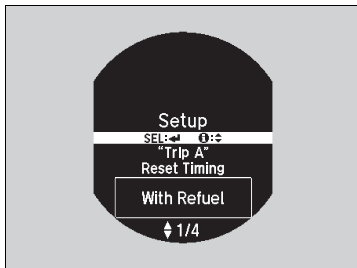 Setup
SEL:↵ ⓘ:⬍
“Trip A”
Reset Timing
With Refuel
⬍1/4